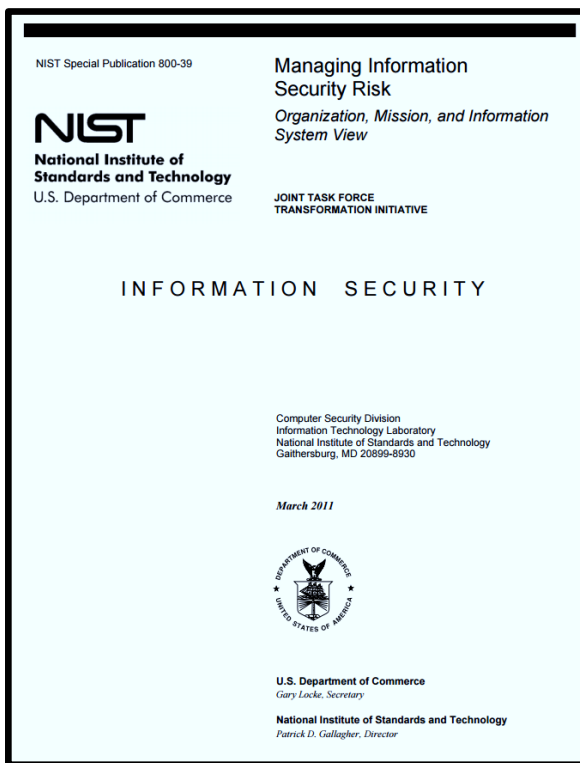 NIST Special Publication 800-39
Managing Information
Security Risk
Organization, Mission, and Information
System View
NIST
National Institute of
Standards and Technology
U.S. Department of Commerce
JOINT TASK FORCE
TRANSFORMATION INITIATIVE
INFORMATION SECURITY
Computer Security Division
Information Technology Laboratory
National Institute of Standards and Technology
Gaithersburg, MD 20899-8930
March 2011
DEPARTMENT OF COMMERCE
UNITED STATES OF AMERICA
U.S. Department of Commerce
Gary Locke, Secretary
National Institute of Standards and Technology
Patrick D. Gallagher, Director